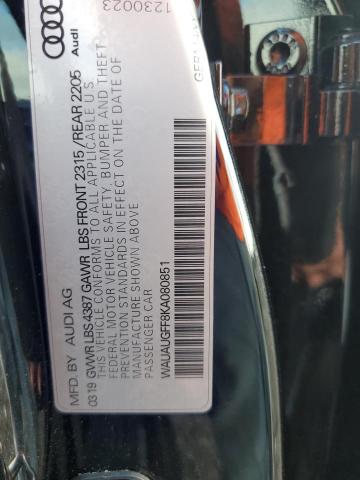 MFD. BY AUDI AG
03 19 GVWR LBS 4387 GAWR LBS FRONT 2315 /REAR 2205
THIS VEHICLE CONFORMS TO ALL APPLICABLE U S
FEDERAL MOTOR VEHICLE SAFETY, BUMPER AND THEFT
PREVENTION STANDARDS IN EFFECT ON THE DATE
OF MANUFACTURE SHOWN ABOVE
PASSENGER CAR
WAUAUGFF8KA080851
Audi
1230023